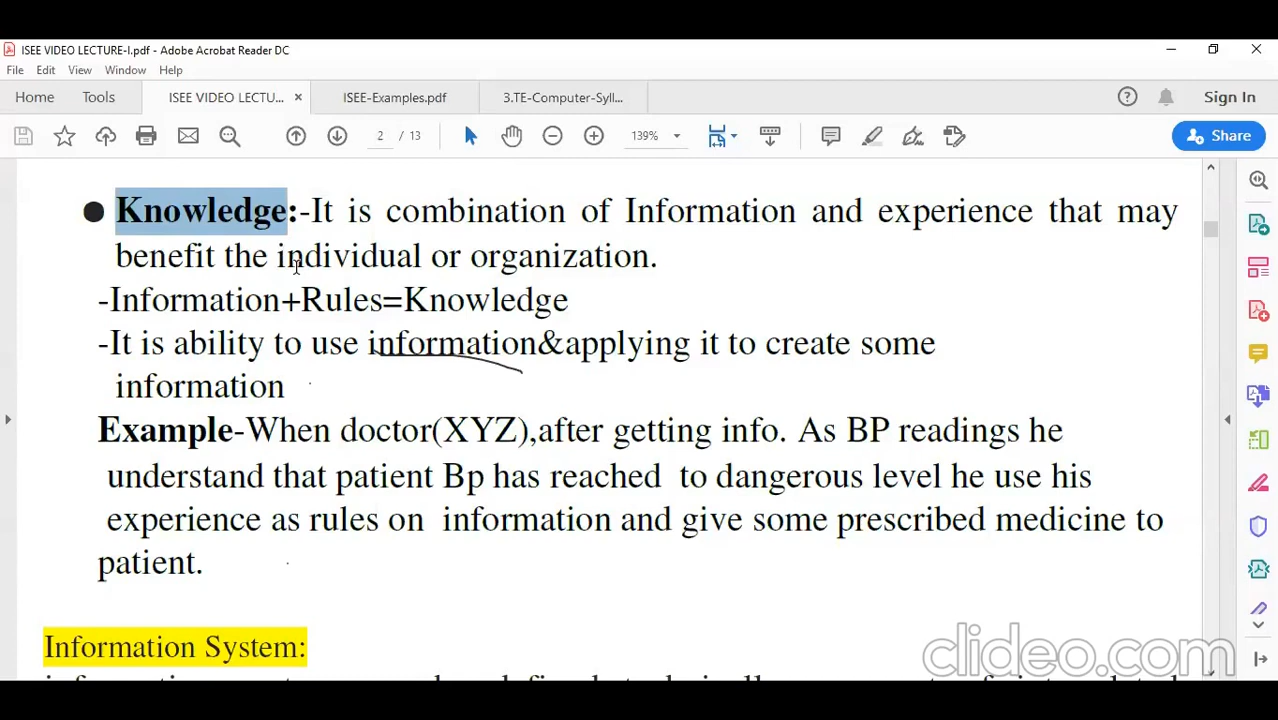 ISEE VIDEO LECTURE-I.pdf - Adobe Acrobat Reader DC
File Edit View Window Help
Home Tools ISEE VIDEO LECTU... × ISEE-Examples.pdf 3.TE-Computer-Syll... Sign In
2 / 13 139% Share
● Knowledge:-It is combination of Information and experience that may
benefit the individual or organization.
-Information+Rules=Knowledge
-It is ability to use information&applying it to create some
information
Example-When doctor(XYZ),after getting info. As BP readings he
understand that patient Bp has reached to dangerous level he use his
experience as rules on information and give some prescribed medicine to
patient.
Information System:
clideo.com